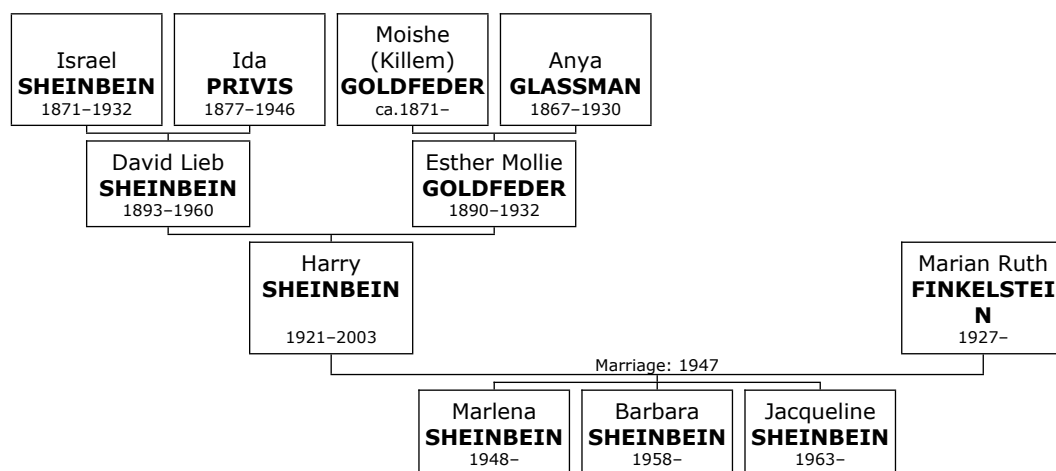 Israel
SHEINBEIN
1871–1932
Ida
PRIVIS
1877–1946
Moishe
(Killem)
GOLDFEDER
ca.1871–
Anya
GLASSMAN
1867–1930
David Lieb
SHEINBEIN
1893–1960
Esther Mollie
GOLDFEDER
1890–1932
Harry
SHEINBEIN
1921–2003
Marian Ruth
FINKELSTEI
N
1927–
Marriage: 1947
Marlena
SHEINBEIN
1948–
Barbara
SHEINBEIN
1958–
Jacqueline
SHEINBEIN
1963–